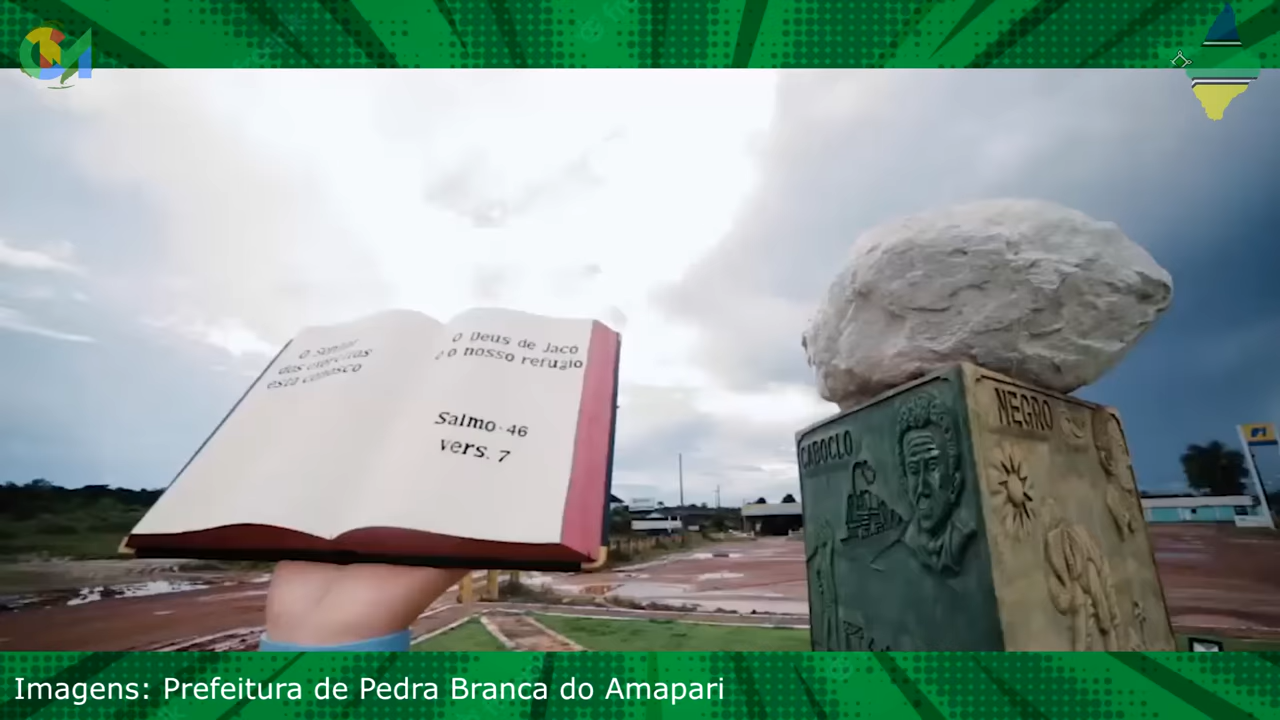 O Senhor
dos exercitos
está conosco
O Deus de Jacó
é o nosso refugio
Salmo-46
vers. 7
CABOCLO
NEGRO
Imagens: Prefeitura de Pedra Branca do Amapari